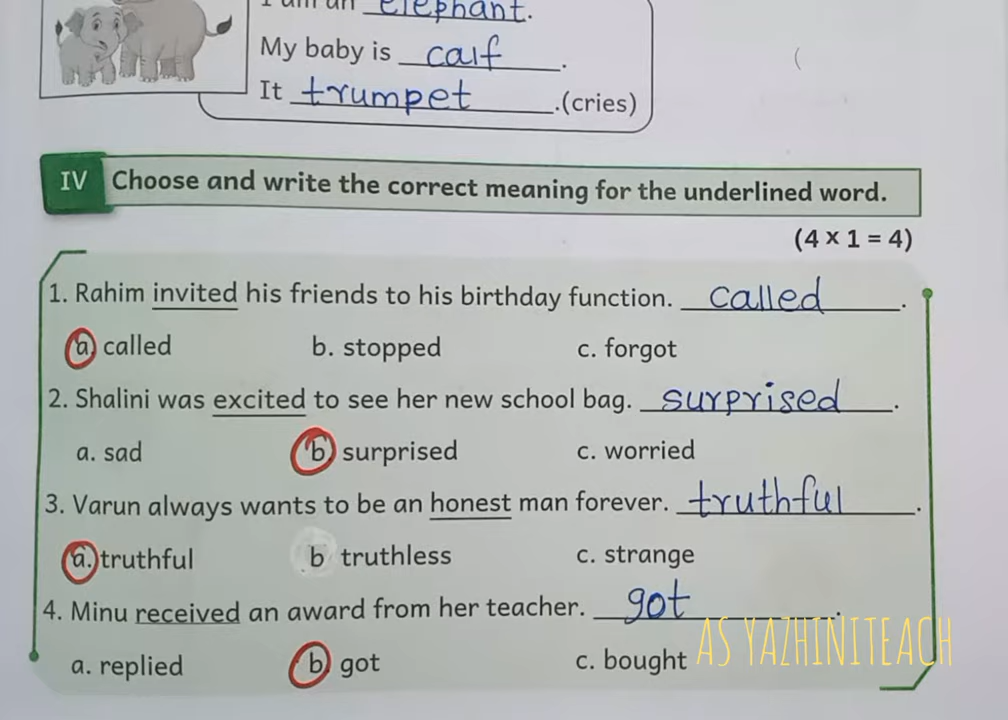 I am an elephant.
My baby is calf.
It trumpet.(cries)
IV Choose and write the correct meaning for the underlined word.
(4 x 1 = 4)
1. Rahim invited his friends to his birthday function. called.
a. called b. stopped c. forgot
2. Shalini was excited to see her new school bag. surprised.
a. sad b. surprised c. worried
3. Varun always wants to be an honest man forever. truthful.
a. truthful b truthless c. strange
4. Minu received an award from her teacher. got.
a. replied b got c. bought
AS YAZHINITEACH